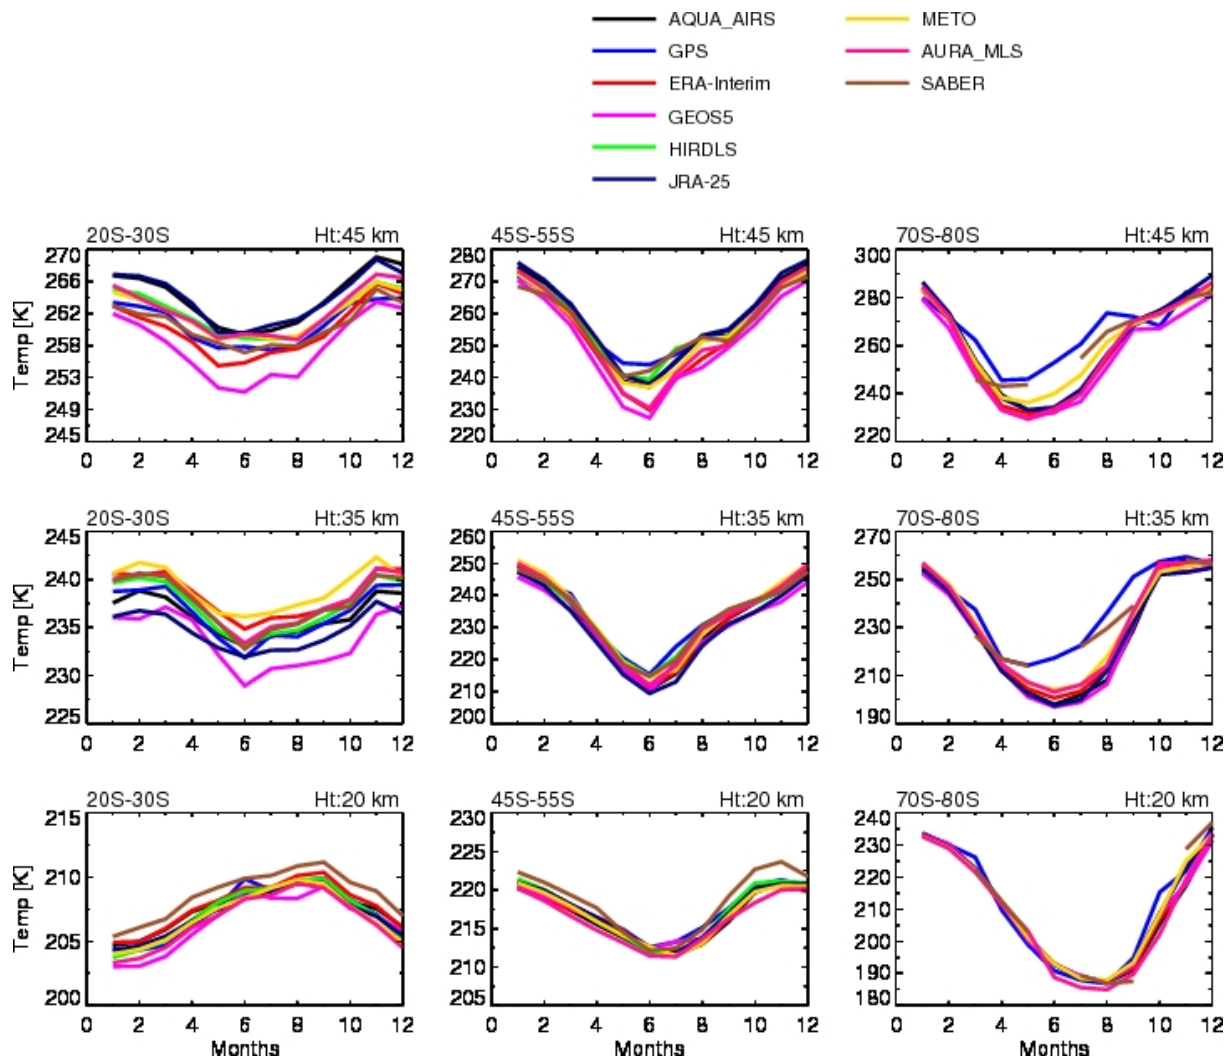 AQUA_AIRS METO
GPS AURA_MLS
ERA-Interim SABER
GEOS5
HIRDLS
JRA-25
20S-30S Ht:45 km 45S-55S Ht:45 km 70S-80S Ht:45 km
270 280 300
266 270 280
262 260 260
258 250 240
253 240 220
249 230
245 220
Temp [K]
0 2 4 6 8 10 12 0 2 4 6 8 10 12 0 2 4 6 8 10 12
20S-30S Ht:35 km 45S-55S Ht:35 km 70S-80S Ht:35 km
245 260 270
240 250 250
235 240 230
230 220 210
225 210 190
200
Temp [K]
0 2 4 6 8 10 12 0 2 4 6 8 10 12 0 2 4 6 8 10 12
20S-30S Ht:20 km 45S-55S Ht:20 km 70S-80S Ht:20 km
215 230 240
210 225 230
205 220 220
200 215 210
210 200
205 190
180
Temp [K]
0 2 4 6 8 10 12 0 2 4 6 8 10 12 0 2 4 6 8 10 12
Months Months Months